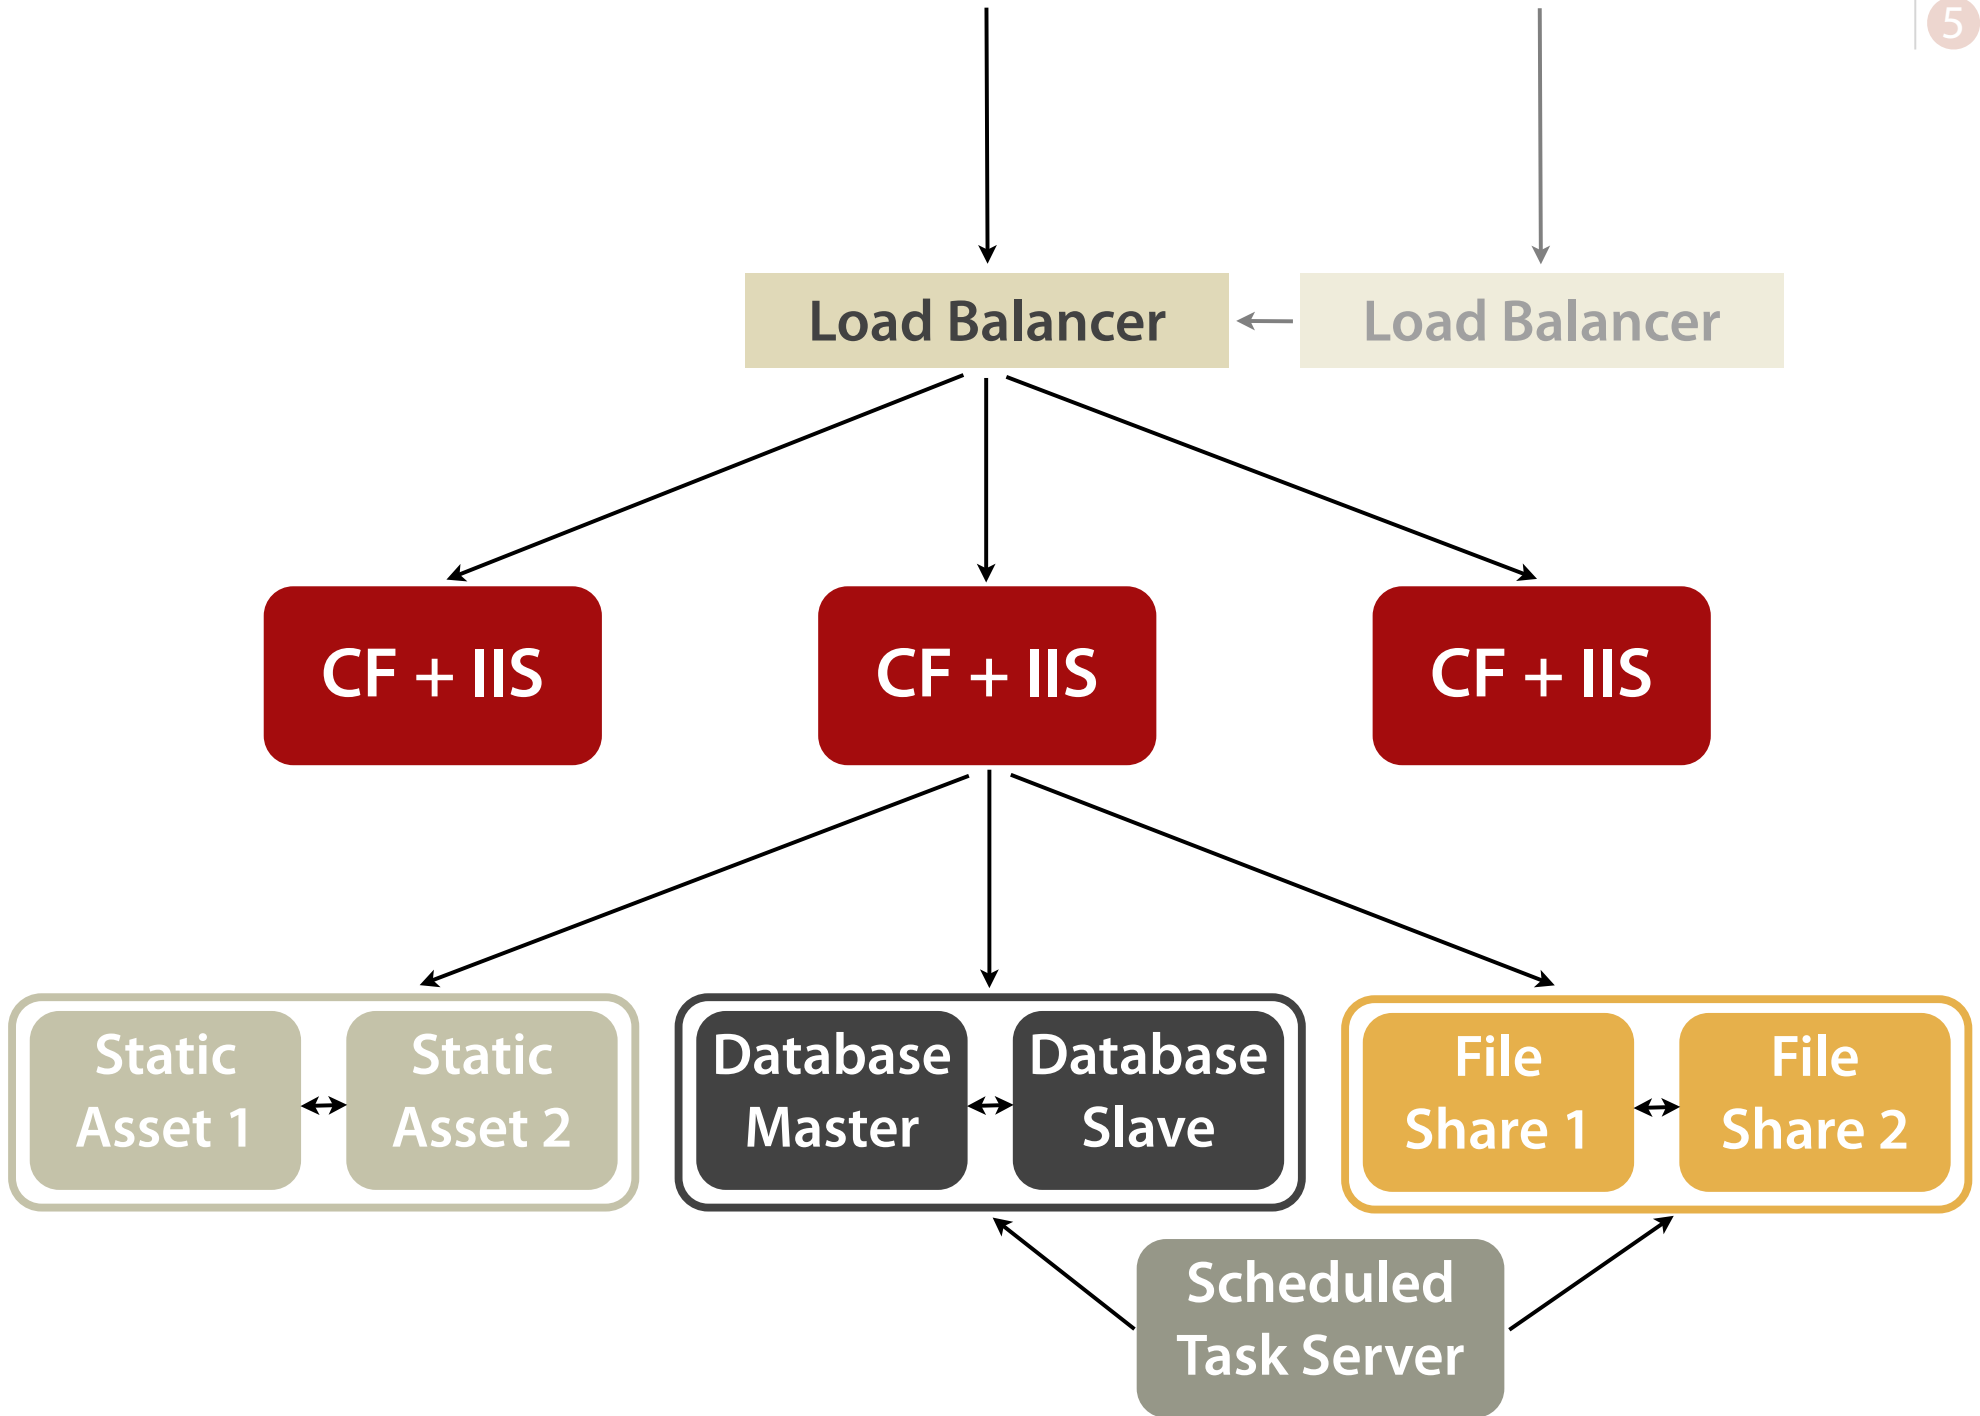 5
Load Balancer
Load Balancer
CF + IIS
CF + IIS
CF + IIS
Static
Asset 1
Static
Asset 2
Database
Master
Database
Slave
File
Share 1
File
Share 2
Scheduled
Task Server